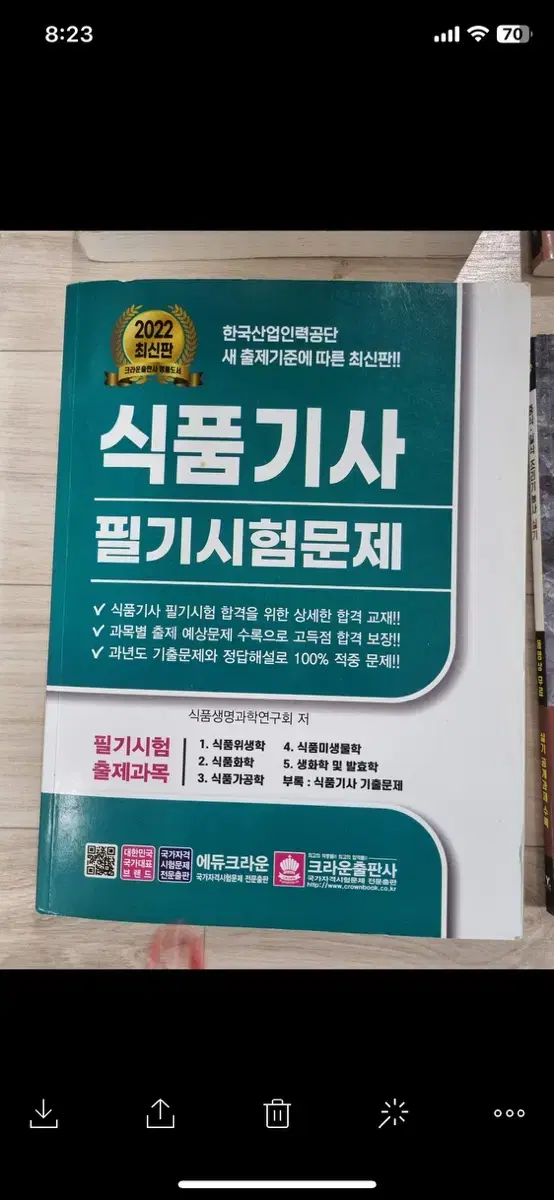 8:23
70
2022
최신판
크라운출판사 명품도서
한국산업인력공단
새 출제기준에 따른 최신판!!
식품기사
필기시험문제
✓ 식품기사 필기시험 합격을 위한 상세한 합격 교재!!
✓ 과목별 출제 예상문제 수록으로 고득점 합격 보장!!
✓ 과년도 기출문제와 정답해설로 100% 적중 문제!!
식품생명과학연구회 저
필기시험
출제과목
1. 식품위생학
2. 식품화학
3. 식품가공학
4. 식품미생물학
5. 생화학 및 발효학
부록 : 식품기사 기출문제
대한민국
국가대표
브랜드
국가자격
시험문제
전문출판
에듀크라운
국가자격시험문제 전문출판
크라운출판사
국가자격시험문제 전문출판
http://www.crownbook.co.kr